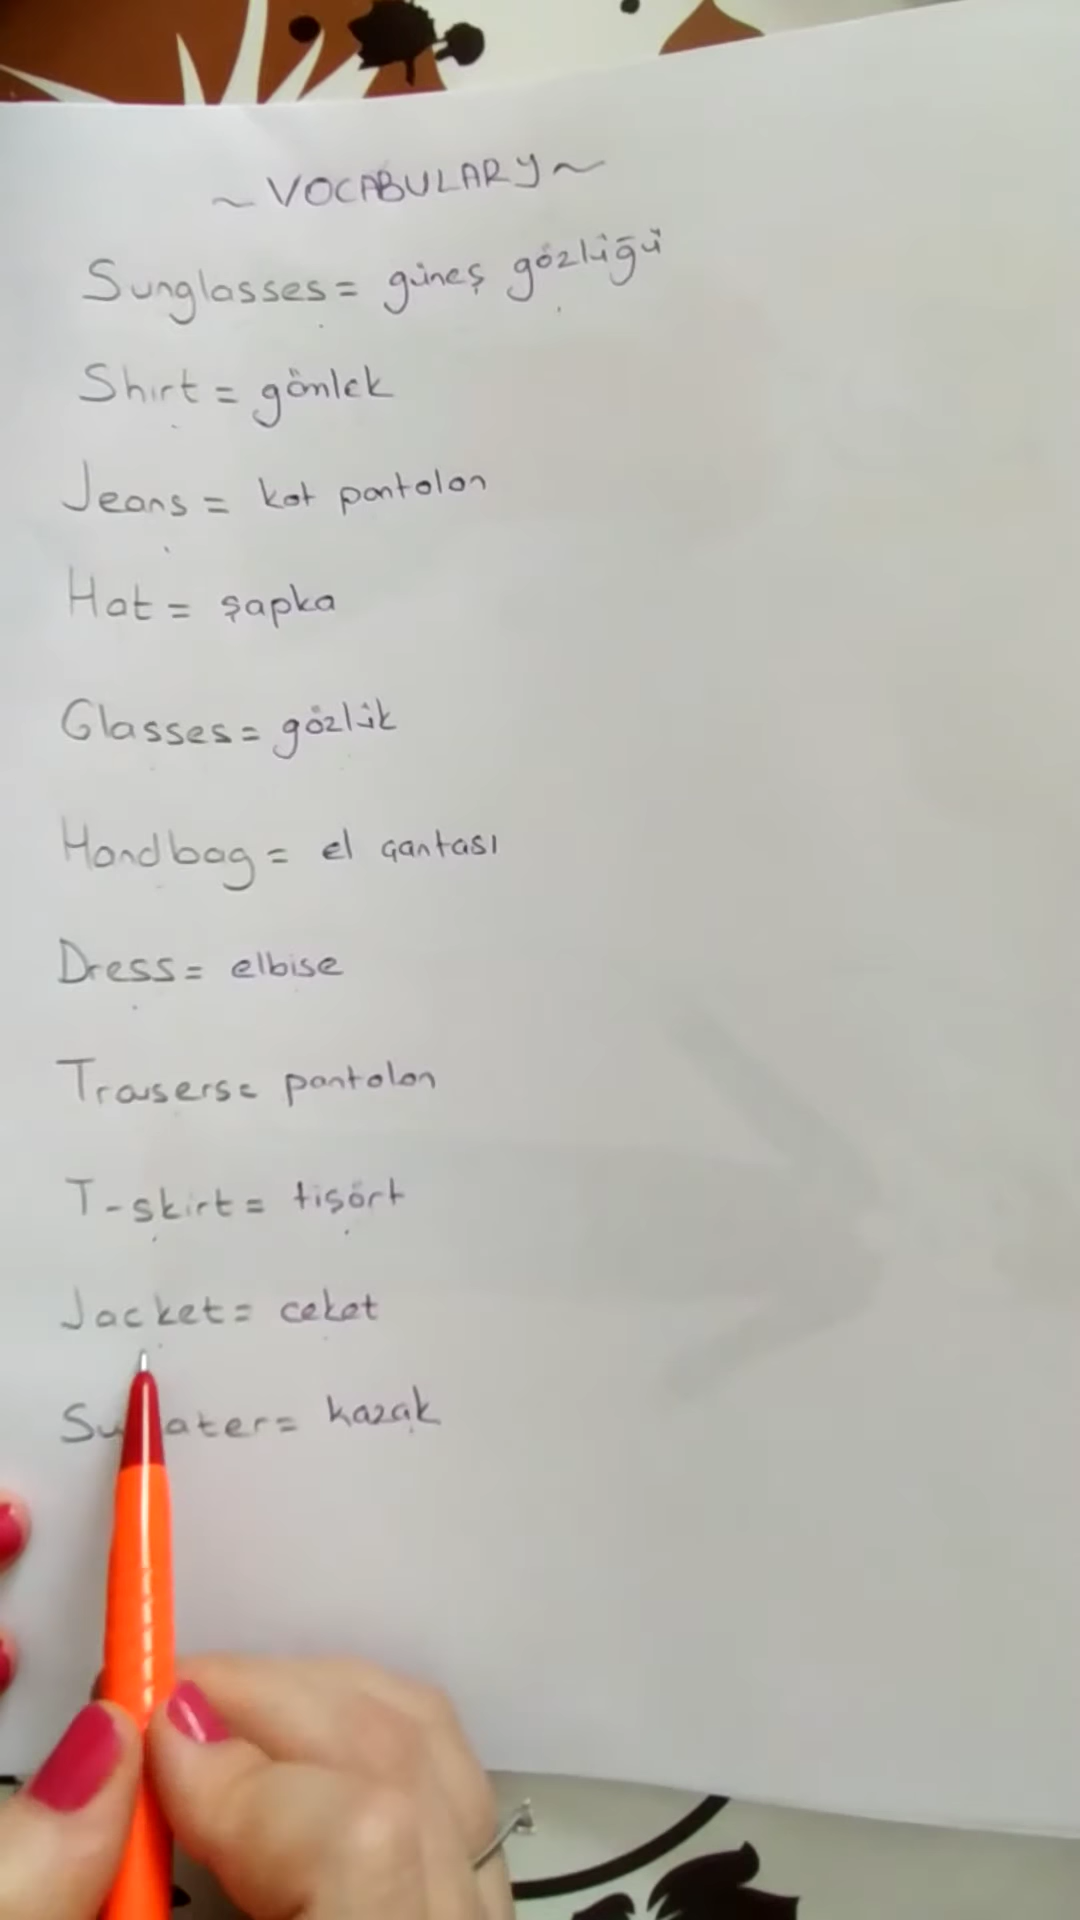 ~ VOCABULARY ~
Sunglasses = güneş gözlüğü
Shirt = gömlek
Jeans = kot pantolon
Hat = şapka
Glasses = gözlük
Handbag = el çantası
Dress = elbise
Trousers = pantolon
T-skirt = tişört
Jacket = ceket
= kazak